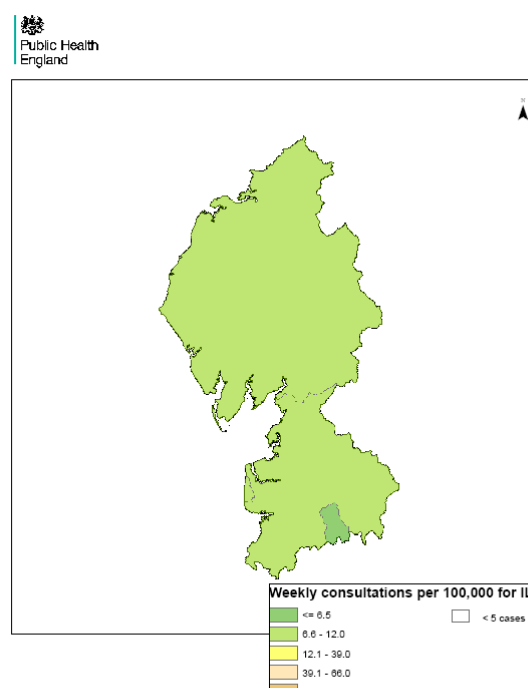 Public Health
England
N
Weekly consultations per 100,000 for IL
<= 6.5
< 5 cases
6.6 - 12.0
12.1 - 39.0
39.1 - 66.0